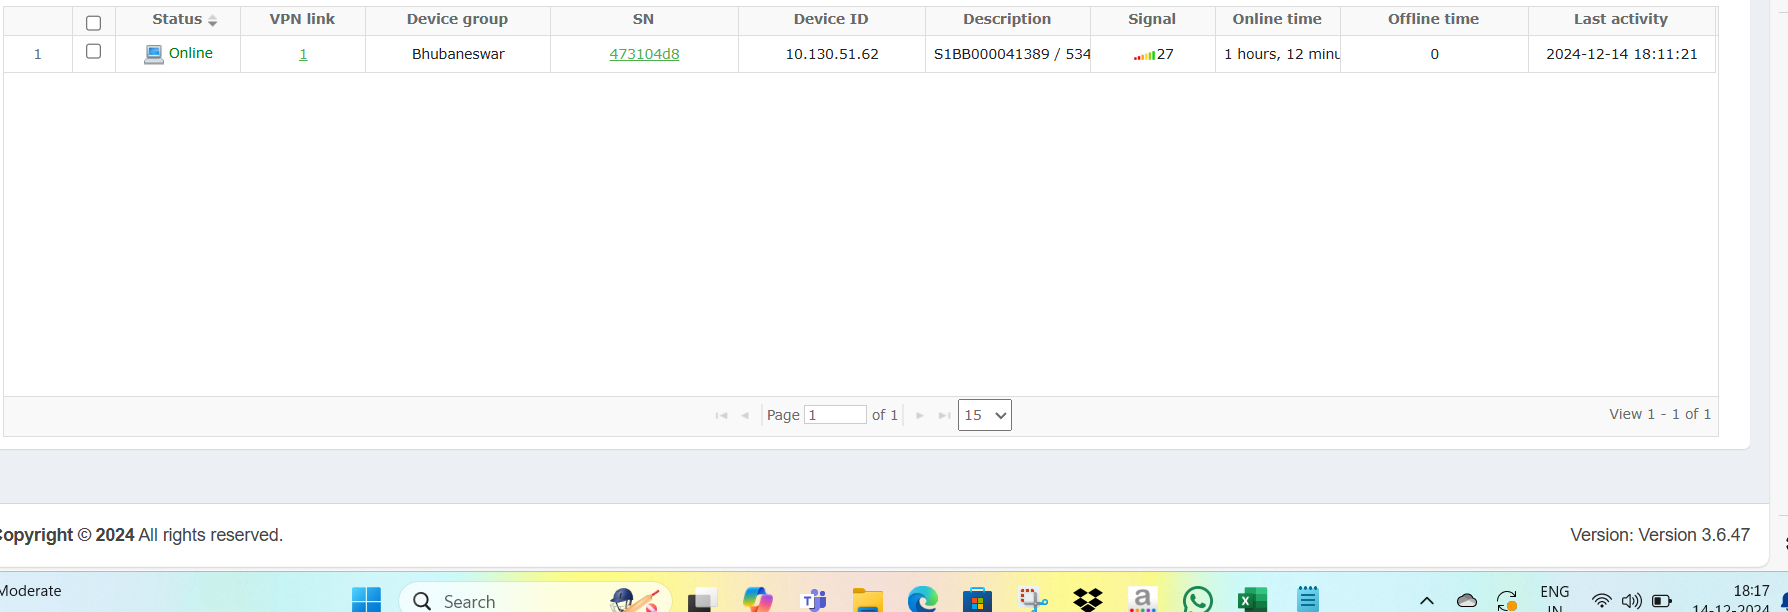 Status VPN link Device group SN Device ID Description Signal Online time Offline time Last activity
1 Online 1 Bhubaneswar 473104d8 10.130.51.62 S1BB000041389 / 534 27 1 hours, 12 minu 0 2024-12-14 18:11:21
Page 1 of 1 15 View 1 - 1 of 1
opyright © 2024 All rights reserved. Version: Version 3.6.47
Moderate Search ENG 18:17
IN 14-12-2024